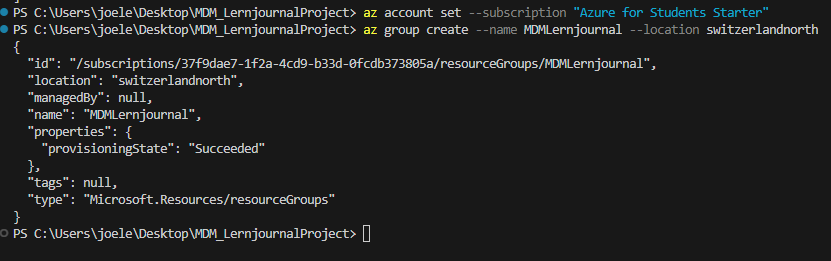 PS C:\Users\joele\Desktop\MDM_LernjournalProject> az account set --subscription "Azure for Students Starter"
PS C:\Users\joele\Desktop\MDM_LernjournalProject> az group create --name MDMLernjournal --location switzerlandnorth
{
  "id": "/subscriptions/37f9dae7-1f2a-4cd9-b33d-0fcdb373805a/resourceGroups/MDMLernjournal",
  "location": "switzerlandnorth",
  "managedBy": null,
  "name": "MDMLernjournal",
  "properties": {
    "provisioningState": "Succeeded"
  },
  "tags": null,
  "type": "Microsoft.Resources/resourceGroups"
}
PS C:\Users\joele\Desktop\MDM_LernjournalProject>